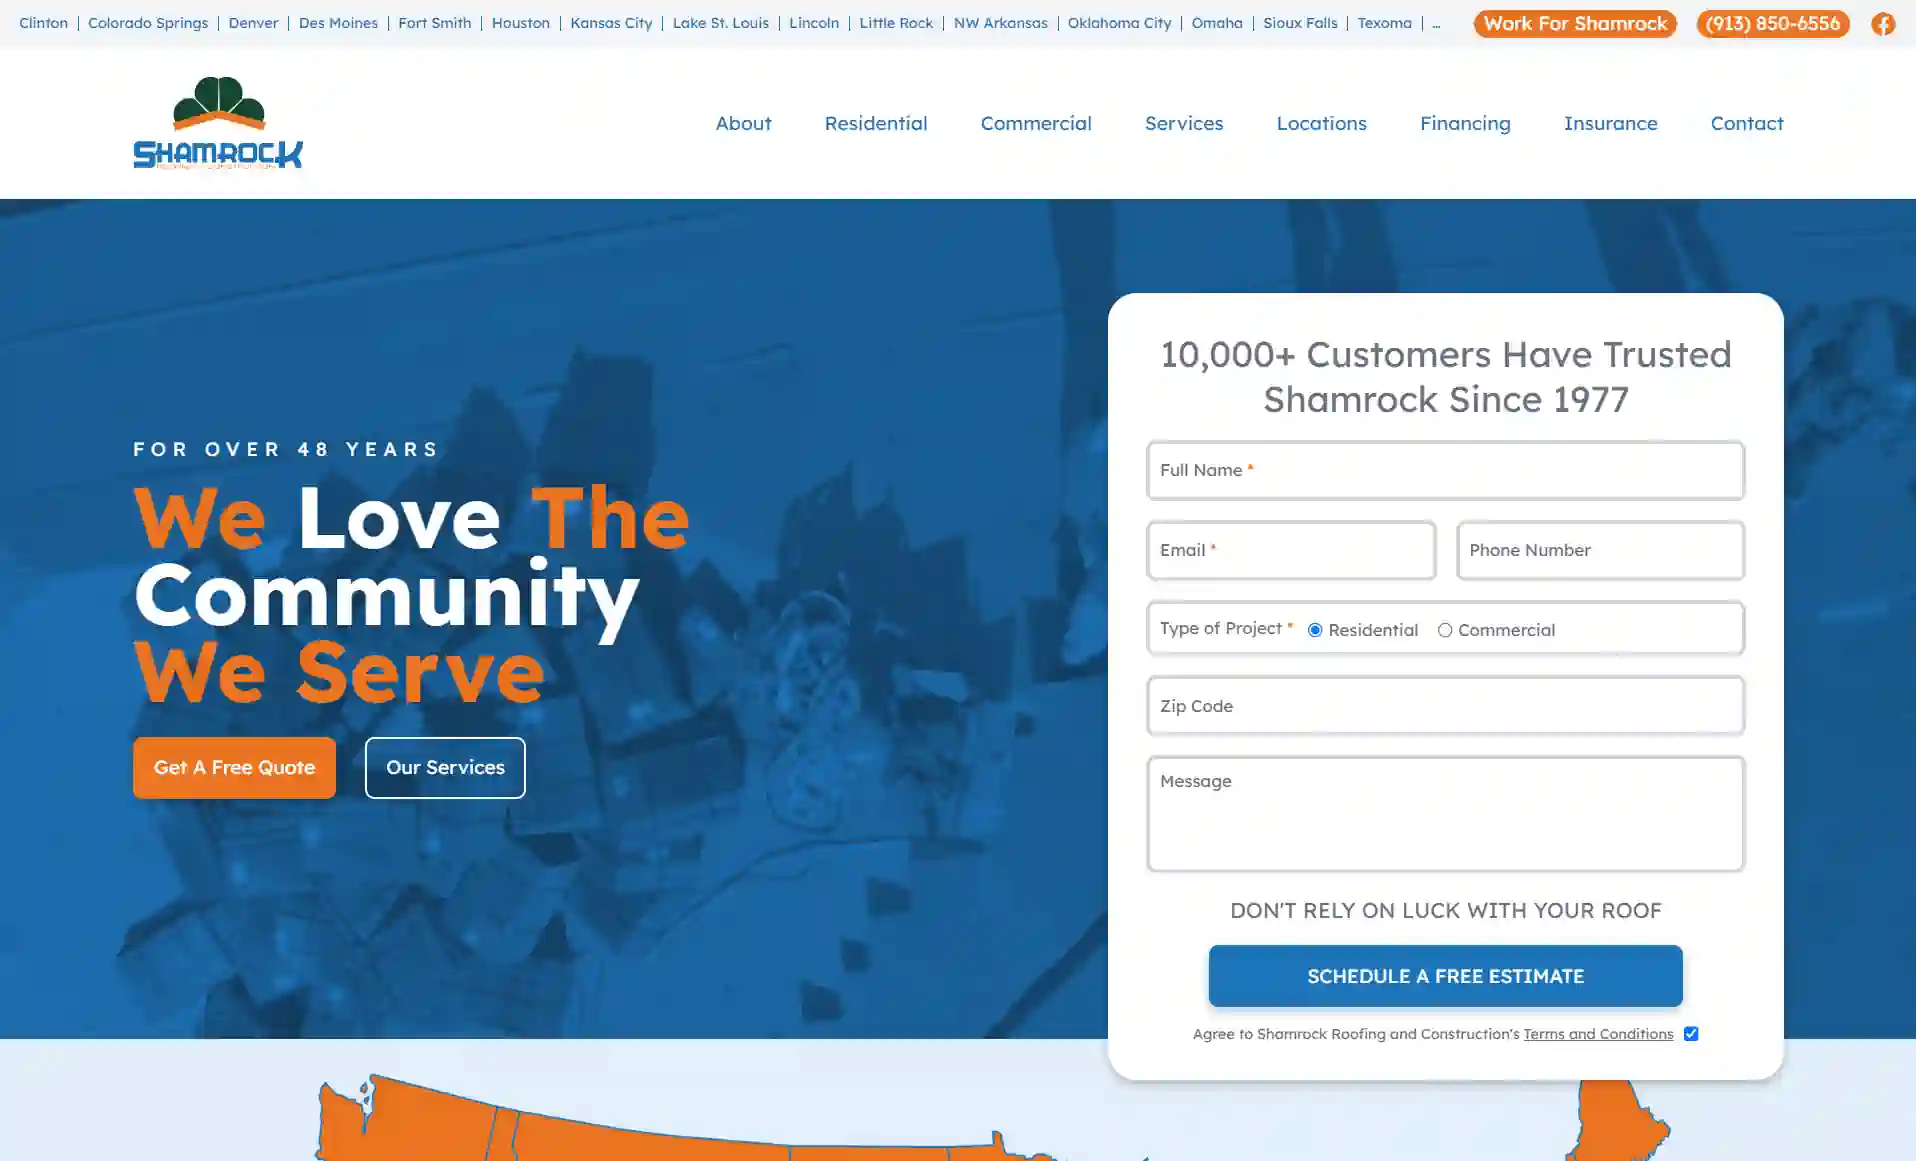 Clinton | Colorado Springs | Denver | Des Moines | Fort Smith | Houston | Kansas City | Lake St. Louis | Lincoln | Little Rock | NW Arkansas | Oklahoma City | Omaha | Sioux Falls | Texoma | ... Work For Shamrock (913) 850-6556
SHAMROCK
About Residential Commercial Services Locations Financing Insurance Contact
FOR OVER 48 YEARS
We Love The
Community
We Serve
Get A Free Quote Our Services
10,000+ Customers Have Trusted
Shamrock Since 1977
Full Name *
Email * Phone Number
Type of Project * Residential Commercial
Zip Code
Message
DON'T RELY ON LUCK WITH YOUR ROOF
SCHEDULE A FREE ESTIMATE
Agree to Shamrock Roofing and Construction's Terms and Conditions